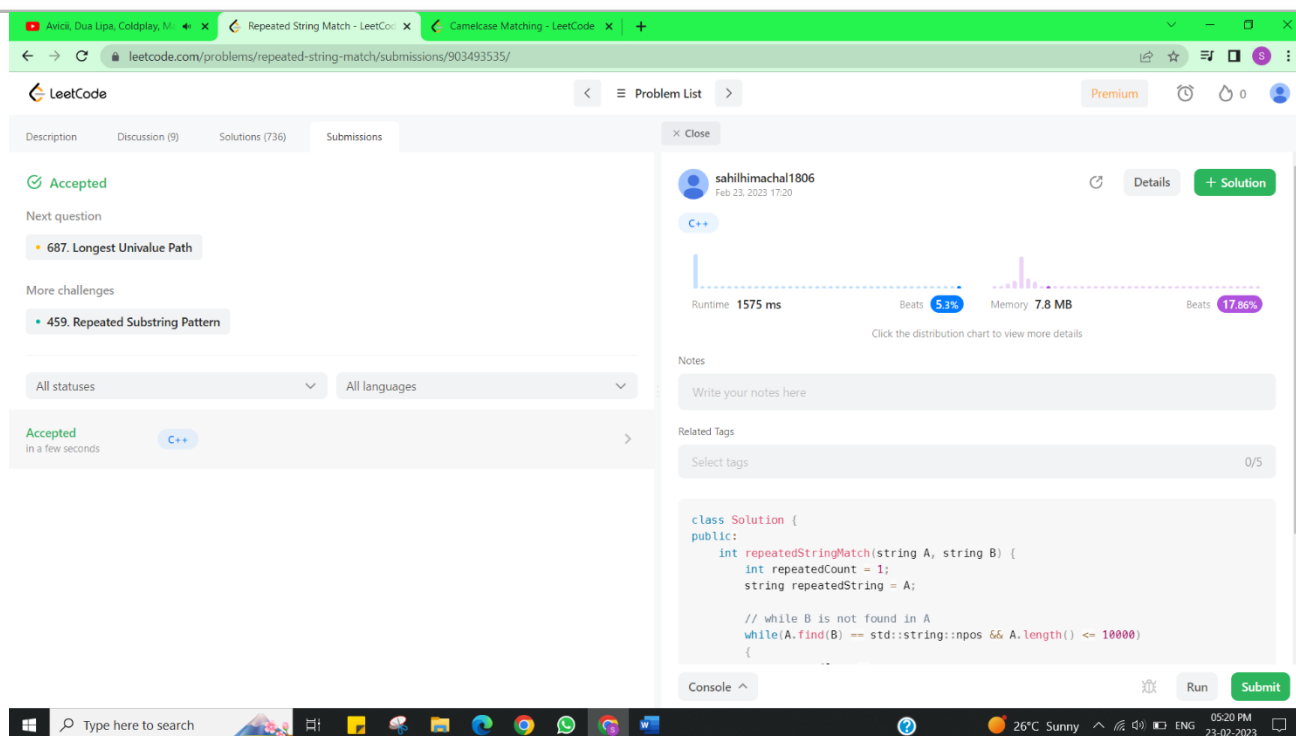 Avicii, Dua Lipa, Coldplay, M
Repeated String Match - LeetCod
Camelcase Matching - LeetCode
leetcode.com/problems/repeated-string-match/submissions/903493535/
S
LeetCode
Problem List
Premium
0
Description
Discussion (9)
Solutions (736)
Submissions
Close
Accepted
Next question
687. Longest Univalue Path
More challenges
459. Repeated Substring Pattern
All statuses
All languages
Accepted
in a few seconds
C++
sahilhimachal1806
Feb 23, 2023 17:20
Details
+ Solution
C++
Runtime 1575 ms
Beats 5.3%
Memory 7.8 MB
Beats 17.86%
Click the distribution chart to view more details
Notes
Write your notes here
Related Tags
Select tags
0/5
class Solution {
public:
int repeatedStringMatch(string A, string B) {
int repeatedCount = 1;
string repeatedString = A;
// while B is not found in A
while(A.find(B) == std::string::npos && A.length() <= 10000)
{
Console
Run
Submit
Type here to search
26°C Sunny
ENG
05:20 PM
23-02-2023